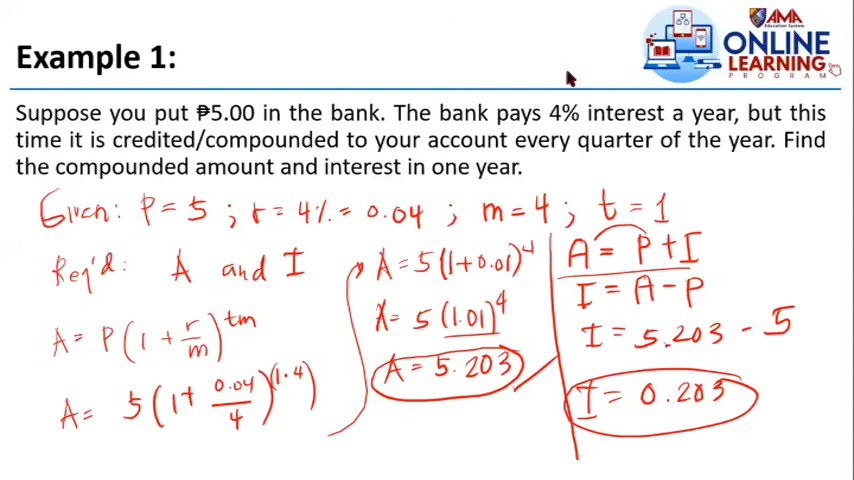 Example 1:
AMA
Education System
ONLINE
LEARNING
PROGRAM
Suppose you put ₱5.00 in the bank. The bank pays 4% interest a year, but this
time it is credited/compounded to your account every quarter of the year. Find
the compounded amount and interest in one year.
Given: P = 5 ; r = 4% = 0.04 ; m = 4 ; t = 1
Req'd: A and I
A = P(1 + r/m)^tm
A = 5(1 + 0.04/4)^(1·4)
A = 5(1+0.01)^4
A = 5(1.01)^4
A = 5.203
A = P + I
I = A - P
I = 5.203 - 5
I = 0.203